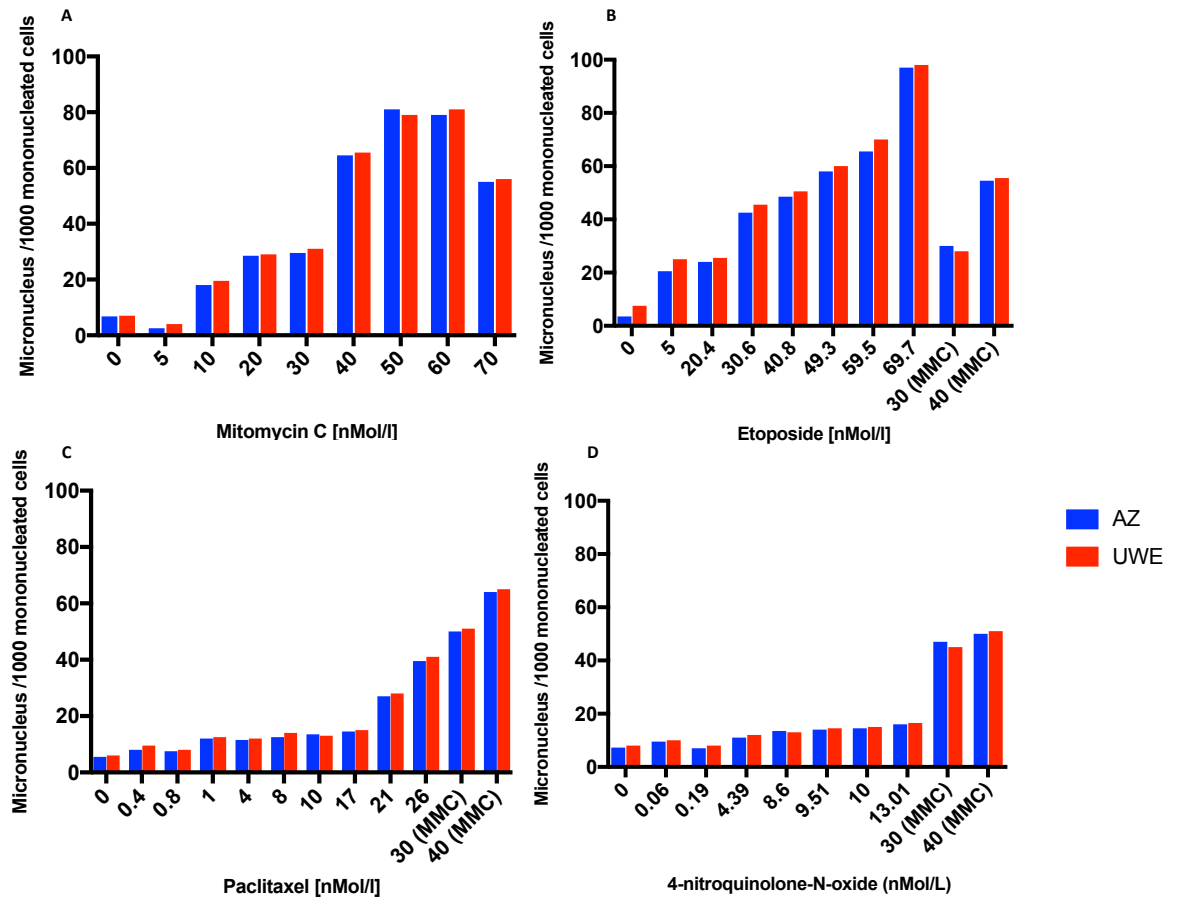 A
Micronucleus /1000 mononucleated cells
100
80
60
40
20
0
0 5 10 20 30 40 50 60 70
Mitomycin C [nMol/l]
B
Micronucleus /1000 mononucleated cells
100
80
60
40
20
0
0 5 20.4 30.6 40.8 49.3 59.5 69.7 30 (MMC) 40 (MMC)
Etoposide [nMol/l]
C
Micronucleus /1000 mononucleated cells
100
80
60
40
20
0
0 0.4 0.8 1 4 8 10 17 21 26 30 (MMC) 40 (MMC)
Paclitaxel [nMol/l]
D
Micronucleus /1000 mononucleated cells
100
80
60
40
20
0
0 0.06 0.19 4.39 8.6 9.51 10 13.01 30 (MMC) 40 (MMC)
4-nitroquinolone-N-oxide (nMol/L)
AZ
UWE